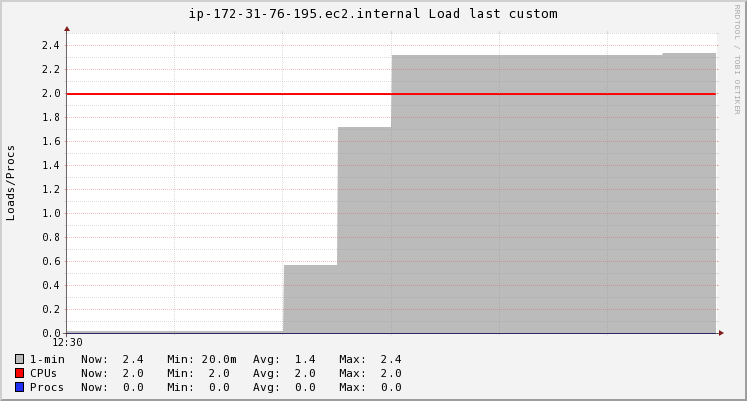 ip-172-31-76-195.ec2.internal Load last custom
RRDTOOL / TOBI OETIKER
Loads/Procs
2.4
2.2
2.0
1.8
1.6
1.4
1.2
1.0
0.8
0.6
0.4
0.2
0.0
12:30
1-min Now: 2.4 Min: 20.0m Avg: 1.4 Max: 2.4
CPUs Now: 2.0 Min: 2.0 Avg: 2.0 Max: 2.0
Procs Now: 0.0 Min: 0.0 Avg: 0.0 Max: 0.0